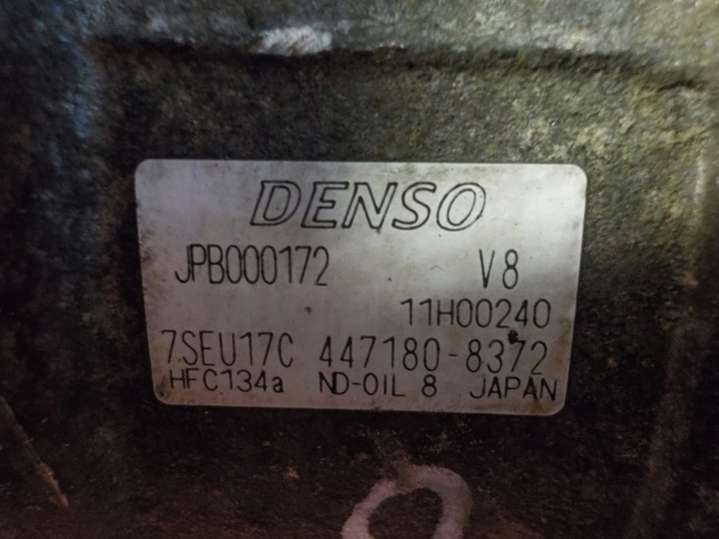 DENSO
JPB000172 V8
11H00240
7SEU17C 447180-8372
HFC134a ND-OIL 8 JAPAN